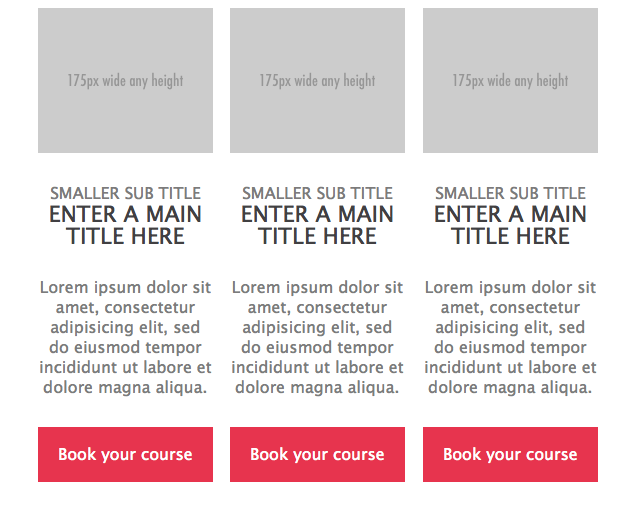 175px wide any height
175px wide any height
175px wide any height
SMALLER SUB TITLE
ENTER A MAIN
TITLE HERE
Lorem ipsum dolor sit
amet, consectetur
adipisicing elit, sed
do eiusmod tempor
incididunt ut labore et
dolore magna aliqua.
Book your course
SMALLER SUB TITLE
ENTER A MAIN
TITLE HERE
Lorem ipsum dolor sit
amet, consectetur
adipisicing elit, sed
do eiusmod tempor
incididunt ut labore et
dolore magna aliqua.
Book your course
SMALLER SUB TITLE
ENTER A MAIN
TITLE HERE
Lorem ipsum dolor sit
amet, consectetur
adipisicing elit, sed
do eiusmod tempor
incididunt ut labore et
dolore magna aliqua.
Book your course